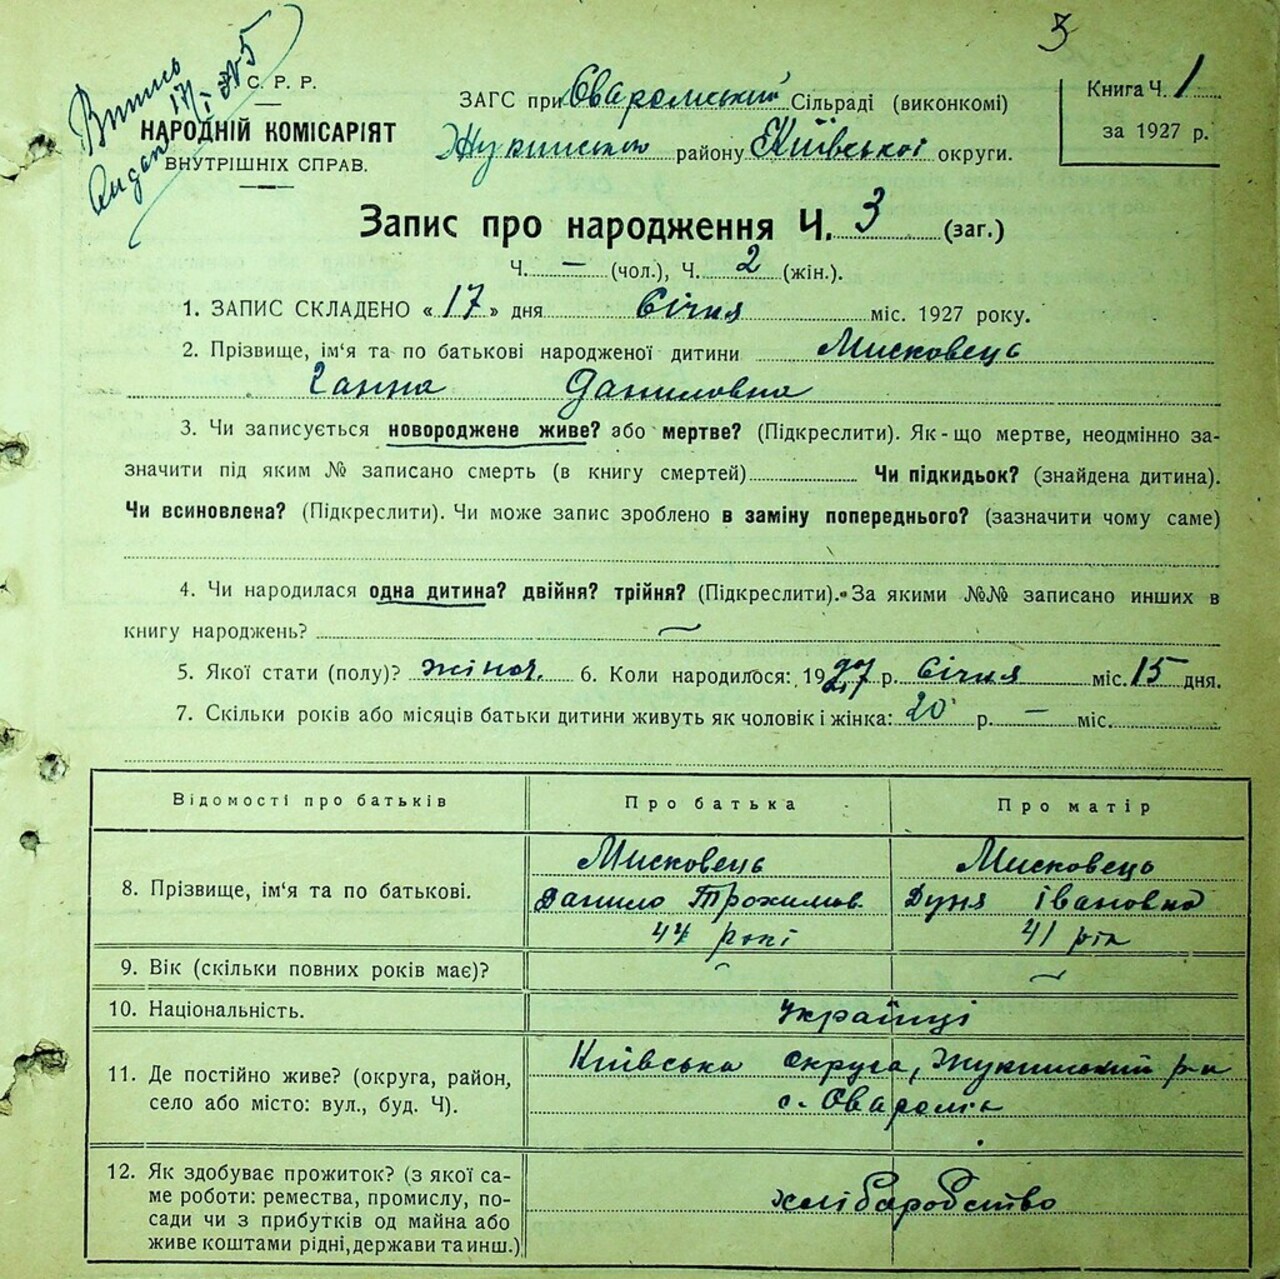 3
Випись
С. Р. Р.
НАРОДНІЙ КОМІСАРІЯТ
ВНУТРІШНІХ СПРАВ.
ЗАГС при Сваромський Сільраді (виконкомі)
Жукинського району Київської округи.
Книга Ч. 1
за 1927 р.
Запис про народження Ч. 3 (заг.)
Ч. — (чол.), Ч. 2 (жін.).
1. ЗАПИС СКЛАДЕНО « 17 » дня Січня міс. 1927 року.
2. Прізвище, ім'я та по батькові народженої дитини Мисковець
Ганна Даниловна
3. Чи записується новороджене живе? або мертве? (Підкреслити). Як-що мертве, неодмінно за-
значити під яким № записано смерть (в книгу смертей) Чи підкидьок? (знайдена дитина).
Чи всиновлена? (Підкреслити). Чи може запис зроблено в заміну попереднього? (зазначити чому саме)
4. Чи народилася одна дитина? двійня? трійня? (Підкреслити). За якими №№ записано инших в
книгу народжень? —
5. Якої стати (полу)? жіноч. 6. Коли народилося: 1927 р. Січня міс. 15 дня.
7. Скільки років або місяців батьки дитини живуть як чоловік і жінка: 20 р. — міс.
Відомості про батьків Про батька Про матір
8. Прізвище, ім'я та по батькові. Мисковець Данило Трохимов. 44 рокі Мисковець Дуня Івановна 41 рік
9. Вік (скільки повних років має)? — —
10. Національність. Українці
11. Де постійно живе? (округа, район, Київська округа, Жукинський р-н
село або місто: вул., буд. Ч). с. Сваромля
12. Як здобуває прожиток? (з якої са-
ме роботи: ремества, промислу, по-
сади чи з прибутків од майна або
живе коштами рідні, держави та инш.) хліборобство